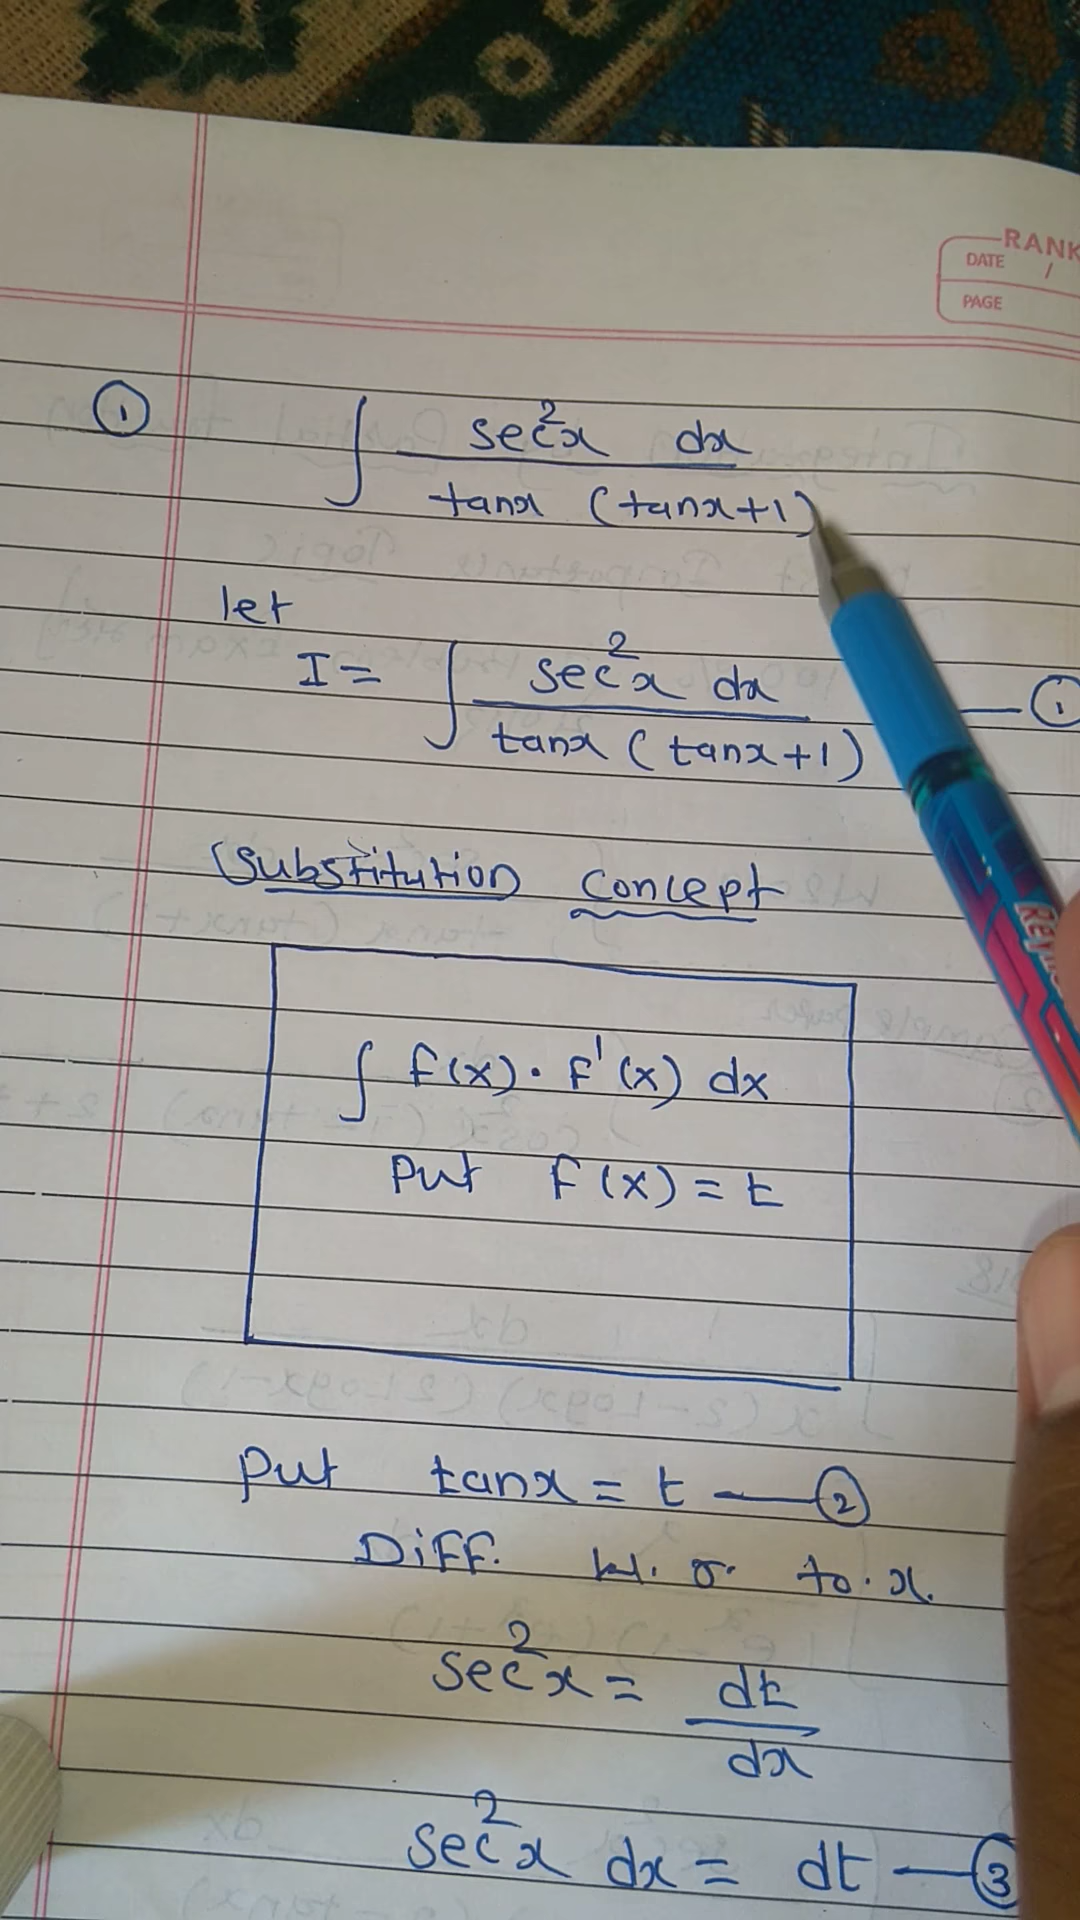 RANK
DATE /
PAGE
① ∫ sec²x dx / tanx (tanx+1)
let
I = ∫ sec²x dx / tanx (tanx+1) — ①
Substitution Concept
∫ f(x) · f'(x) dx
Put f(x) = t
Put tanx = t — ②
Diff. w. r. to. x.
sec²x = dt/dx
sec²x dx = dt — ③